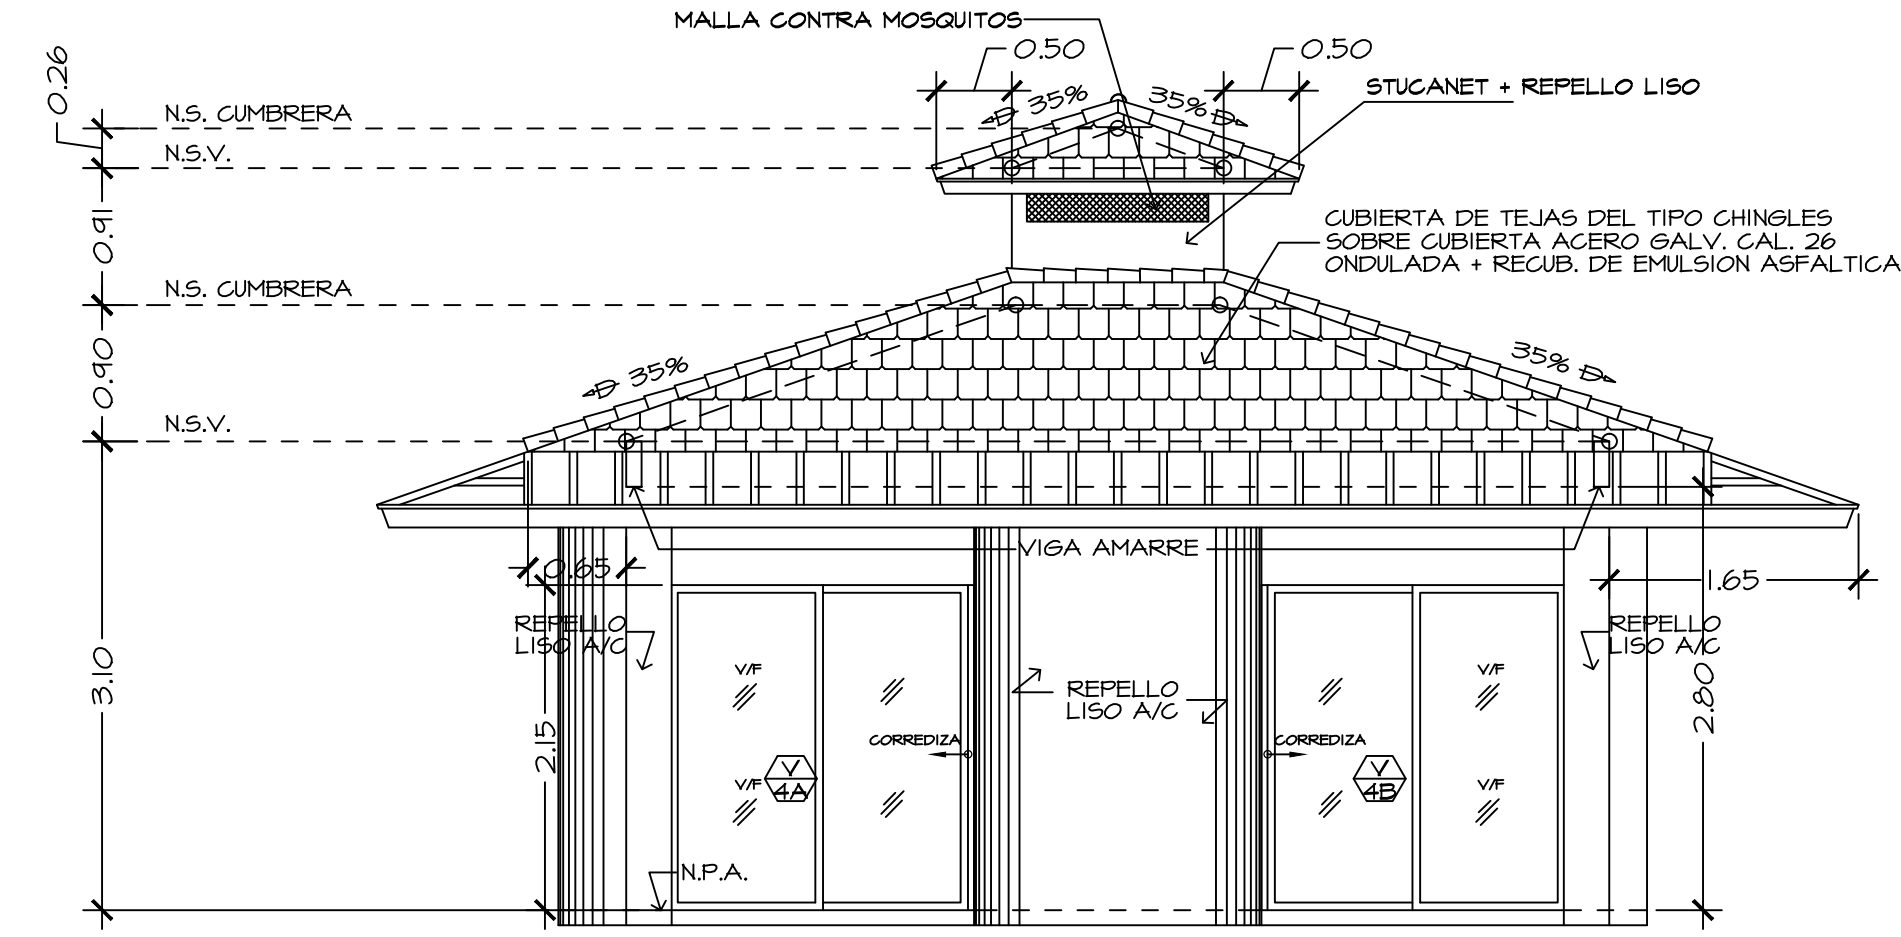 MALLA CONTRA MOSQUITOS
0.50
0.50
0.26
STUCANET + REPELLO LISO
35%
35%
N.S. CUMBRERA
N.S.V.
0.91
CUBIERTA DE TEJAS DEL TIPO CHINGLES
SOBRE CUBIERTA ACERO GALV. CAL. 26
ONDULADA + RECUB. DE EMULSION ASFALTICA
N.S. CUMBRERA
0.90
D 35%
35% D
N.S.V.
VIGA AMARRE
0.65
1.65
REPELLO
LISO A/C
REPELLO
LISO A/C
3.10
V/F
V/F
REPELLO
LISO A/C
2.80
2.15
CORREDIZA
CORREDIZA
V
4A
V
4B
V/F
V/F
N.P.A.